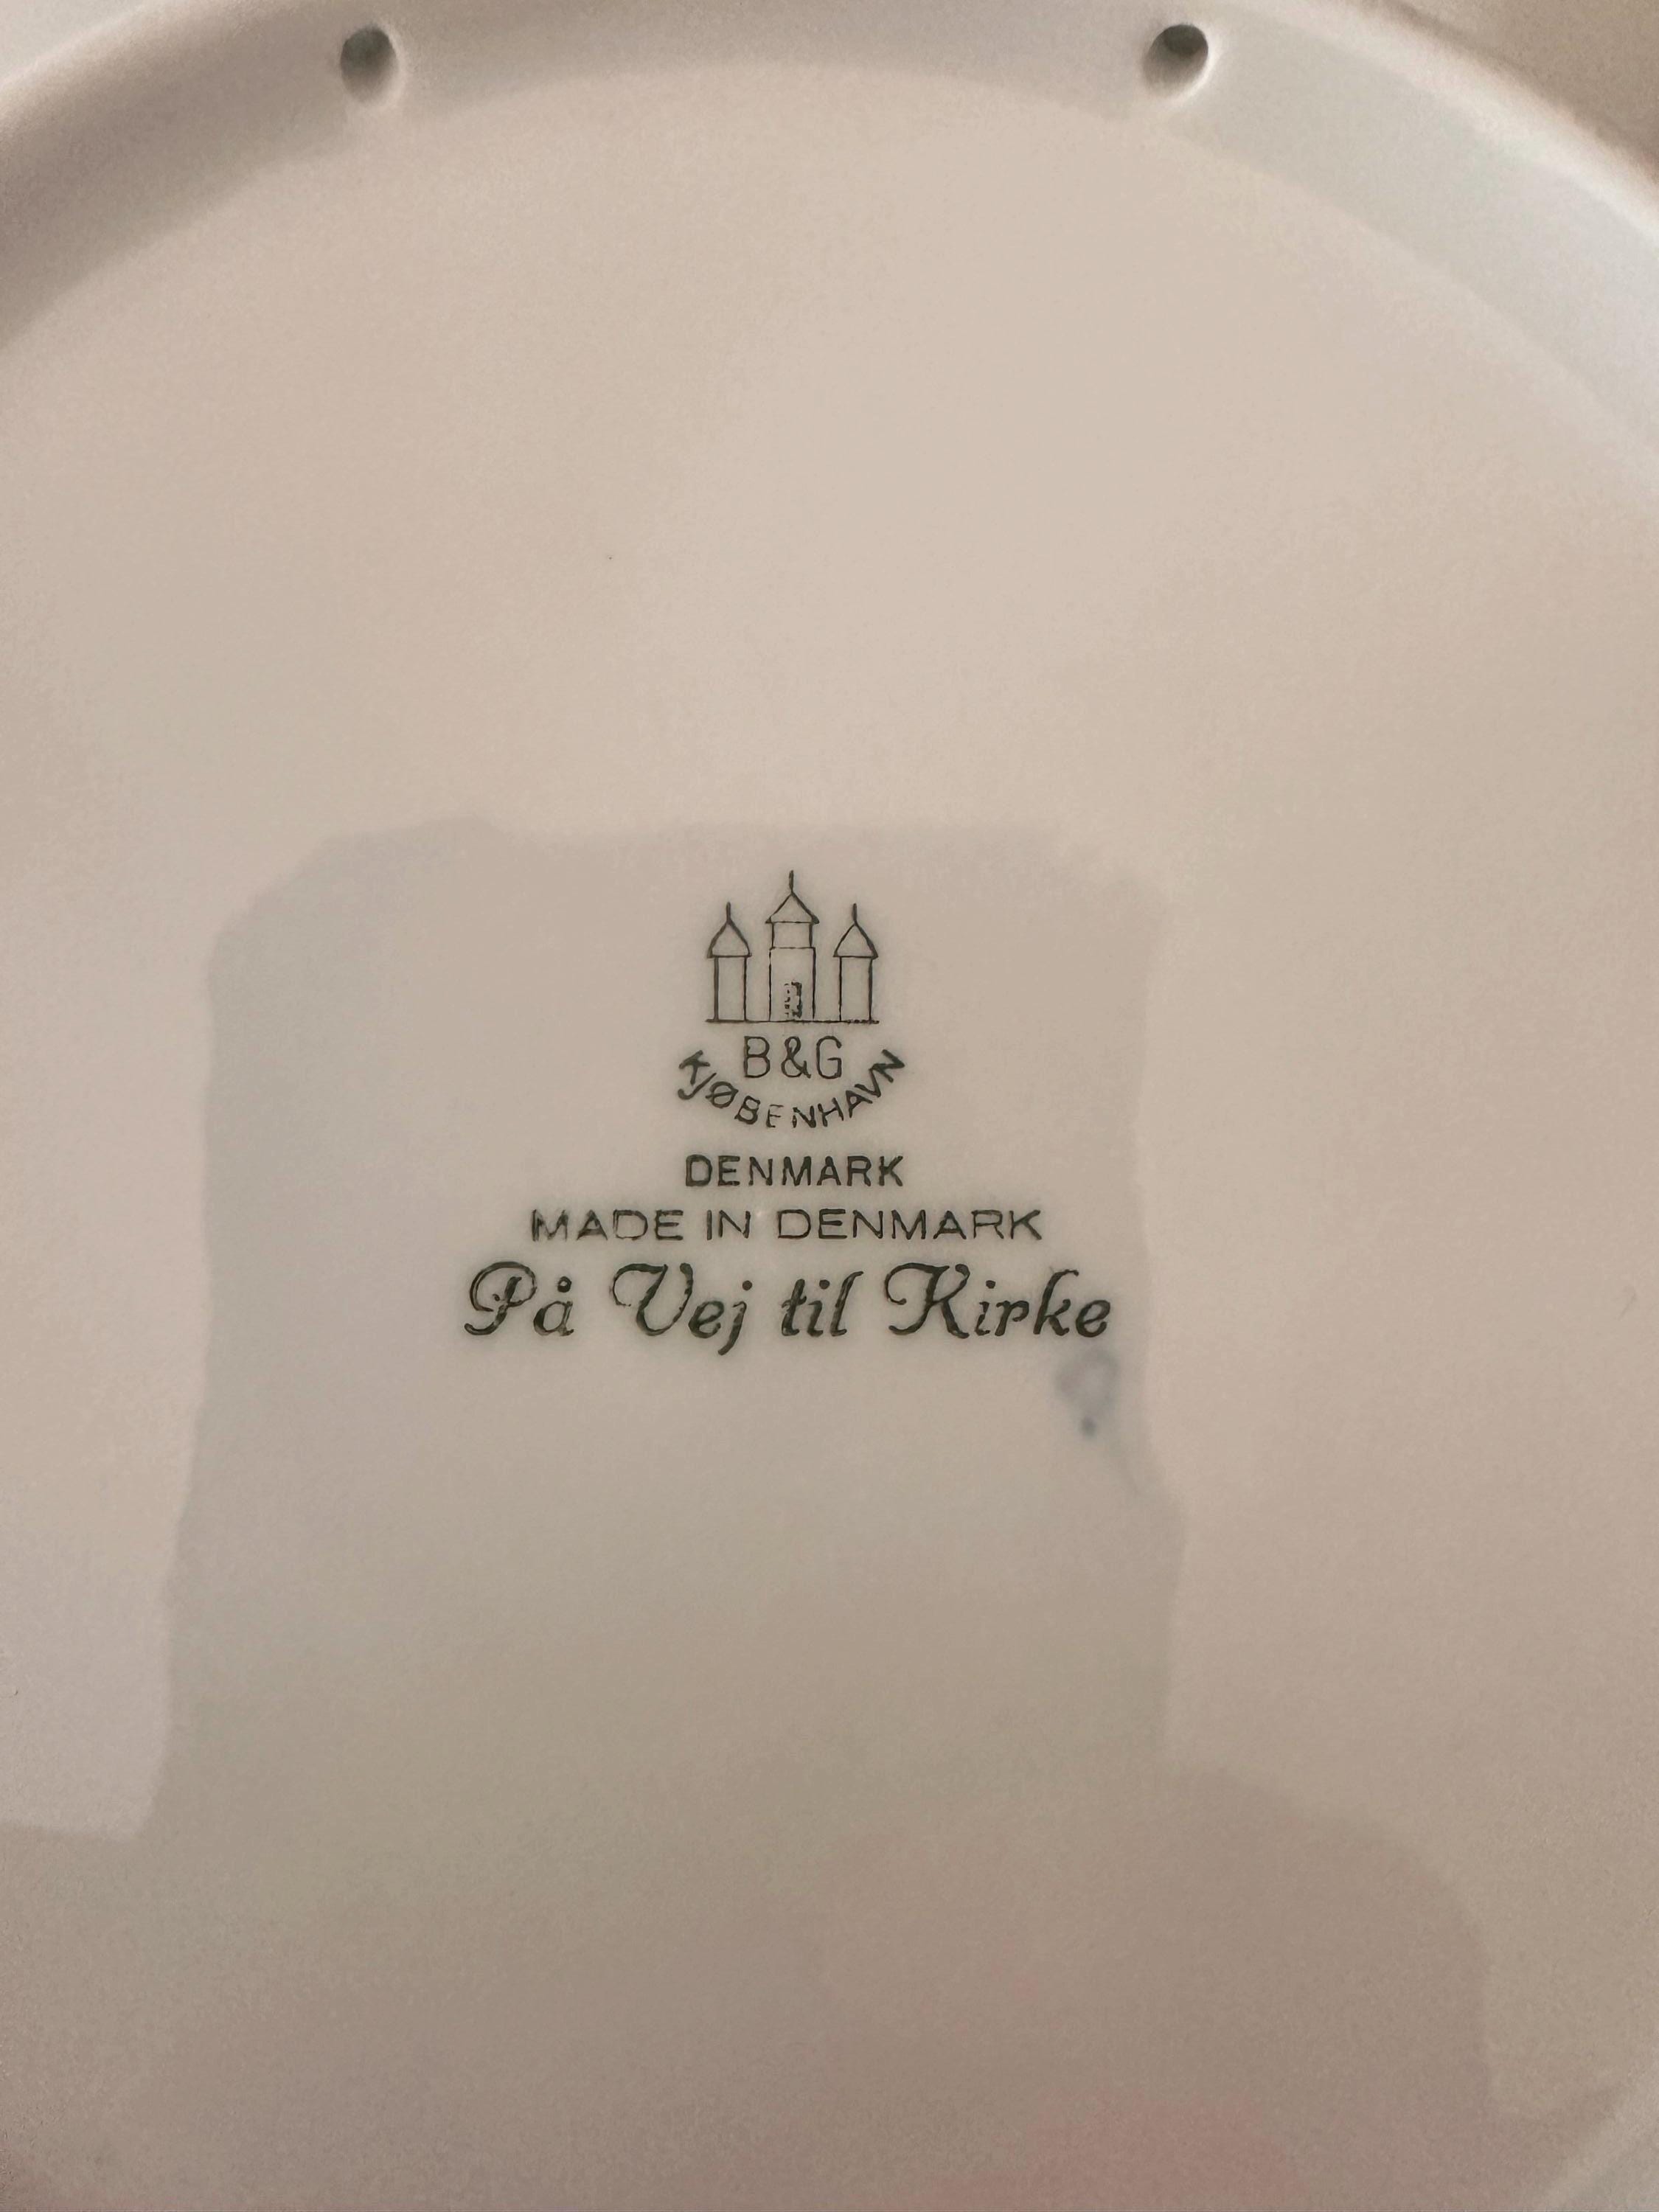 B&G
KJØBENHAVN
DENMARK
MADE IN DENMARK
På Vej til Kirke